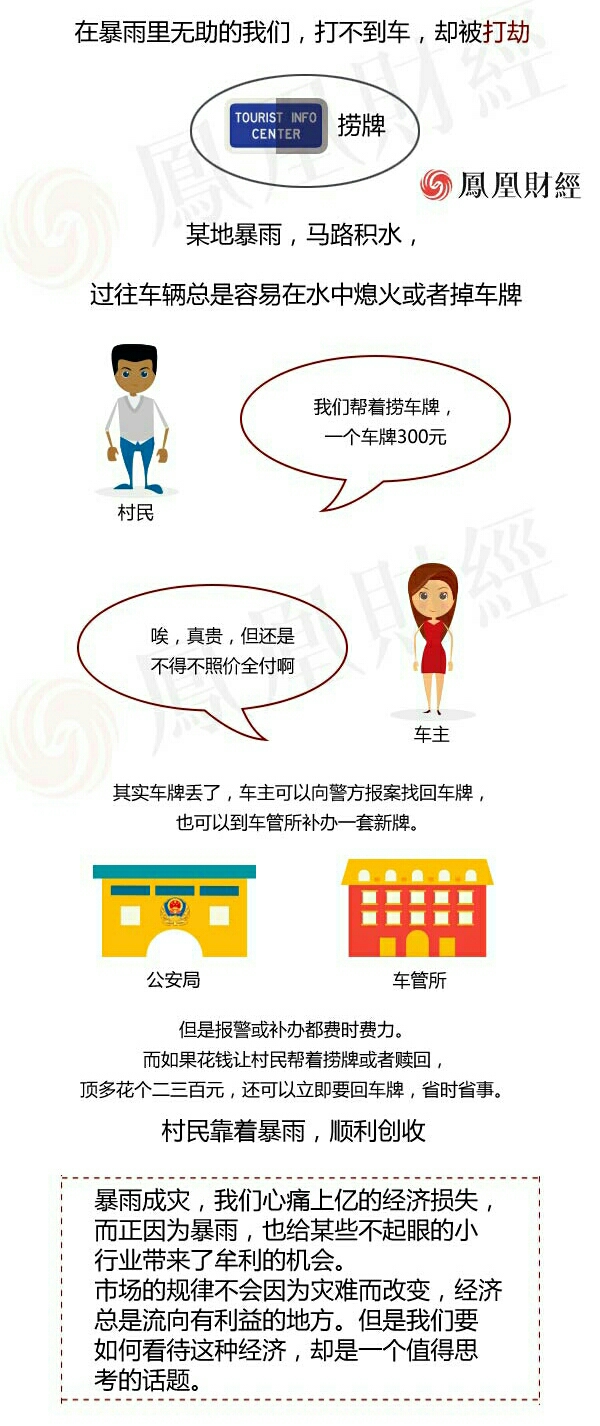 在暴雨里无助的我们，打不到车，却被打劫
TOURIST INFO
CENTER
捞牌
鳳凰財經
某地暴雨，马路积水，
过往车辆总是容易在水中熄火或者掉车牌
我们帮着捞车牌，
一个车牌300元
村民
唉，真贵，但还是
不得不照价全付啊
车主
其实车牌丢了，车主可以向警方报案找回车牌，
也可以到车管所补办一套新牌。
公安局
车管所
但是报警或补办都费时费力。
而如果花钱让村民帮着捞牌或者赎回，
顶多花个二三百元，还可以立即要回车牌，省时省事。
村民靠着暴雨，顺利创收
暴雨成灾，我们心痛上亿的经济损失，
而正因为暴雨，也给某些不起眼的小
行业带来了牟利的机会。
市场的规律不会因为灾难而改变，经济
总是流向有利益的地方。但是我们要
如何看待这种经济，却是一个值得思
考的话题。
鳳凰財經
鳳凰財經